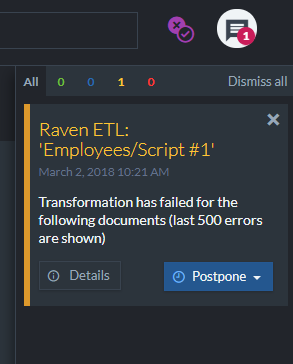 1
All 0 0 1 0 Dismiss all
Raven ETL:
'Employees/Script #1'
March 2, 2018 10:21 AM
Transformation has failed for the
following documents (last 500 errors
are shown)
Details Postpone